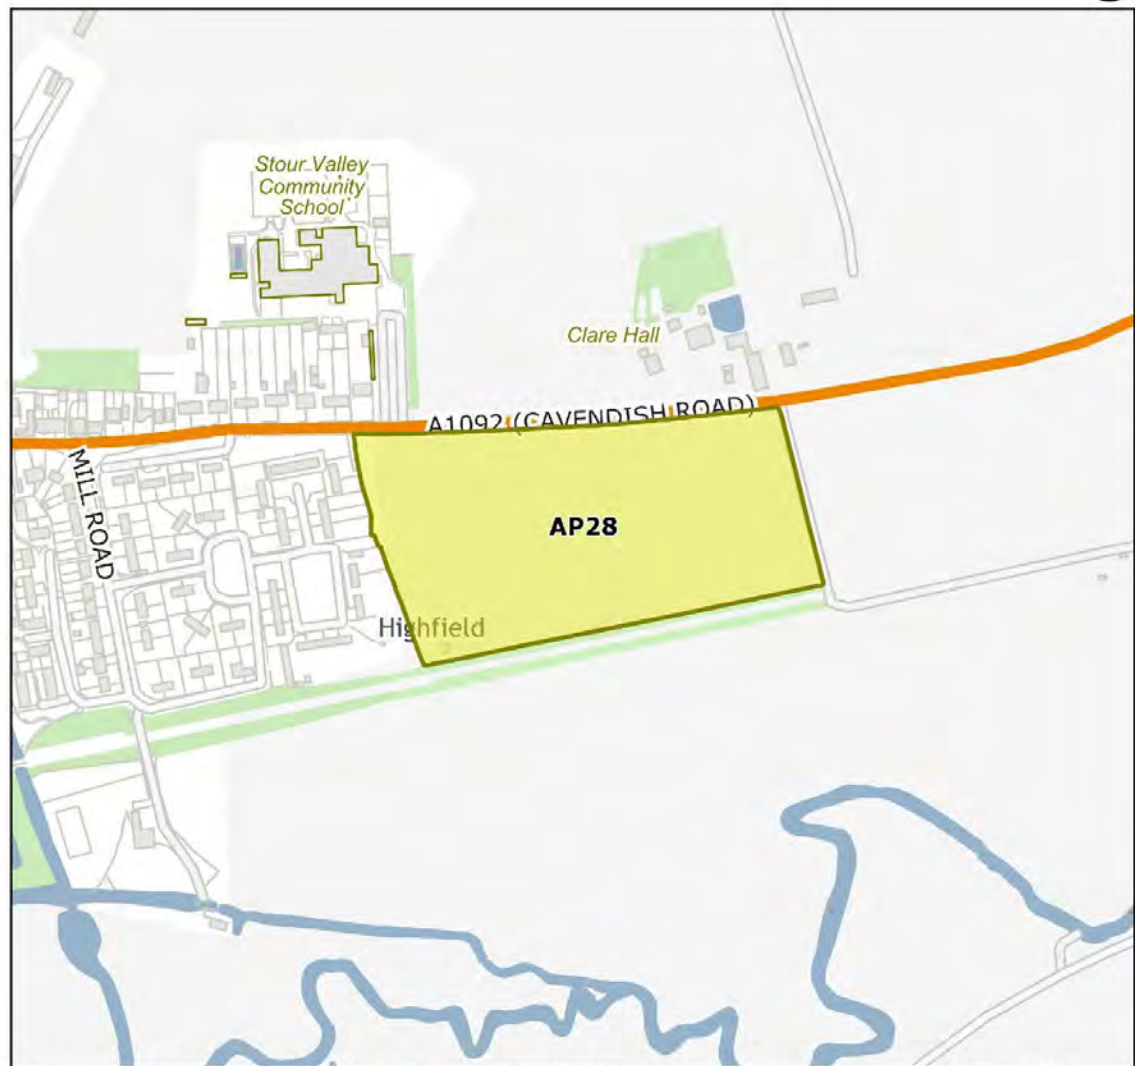 Stour Valley
Community
School
Clare Hall
A1092 (CAVENDISH ROAD)
MILL ROAD
AP28
Highfield